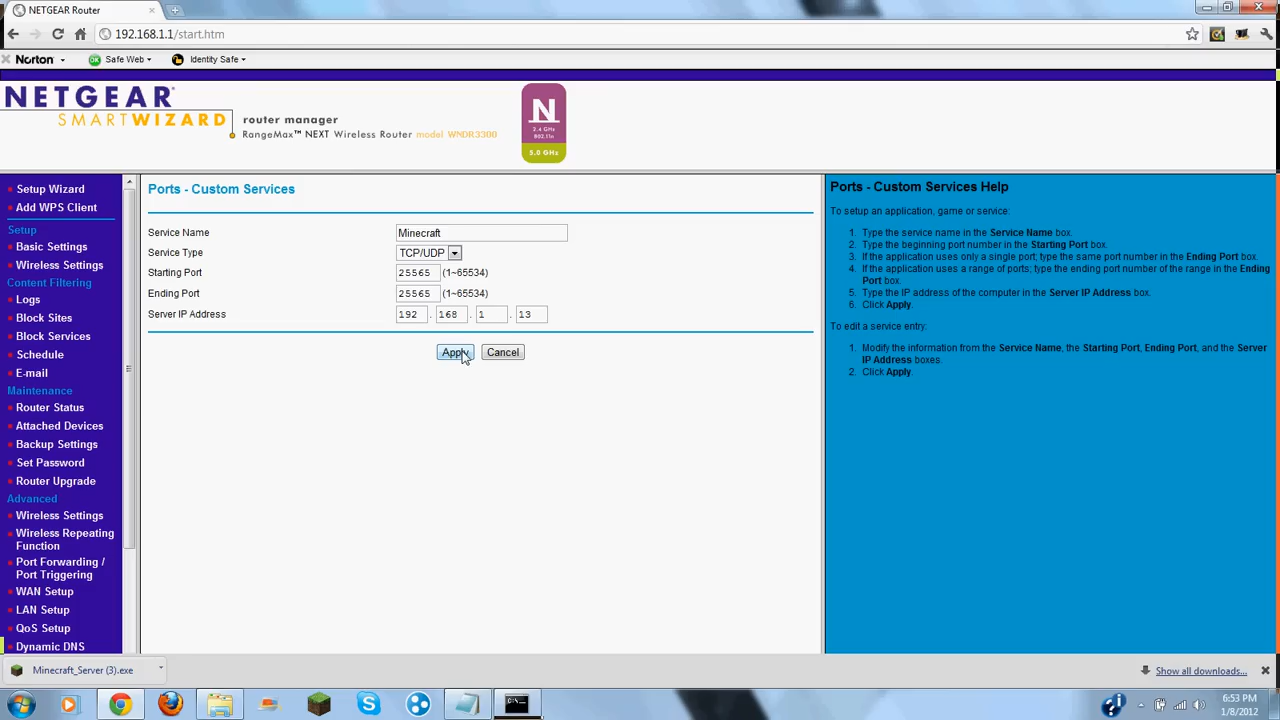 NETGEAR Router
192.168.1.1/start.htm
Norton
OK Safe Web
Identity Safe
NETGEAR
SMARTWIZARD
router manager
RangeMax™ NEXT Wireless Router model WNDR3300
N
2.4 GHz
802.11n
5.0 GHz
Setup Wizard
Add WPS Client
Setup
Basic Settings
Wireless Settings
Content Filtering
Logs
Block Sites
Block Services
Schedule
E-mail
Maintenance
Router Status
Attached Devices
Backup Settings
Set Password
Router Upgrade
Advanced
Wireless Settings
Wireless Repeating
Function
Port Forwarding /
Port Triggering
WAN Setup
LAN Setup
QoS Setup
Dynamic DNS
Ports - Custom Services
Service Name Minecraft
Service Type TCP/UDP
Starting Port 25565 (1~65534)
Ending Port 25565 (1~65534)
Server IP Address 192 . 168 . 1 . 13
Apply Cancel
Ports - Custom Services Help
To setup an application, game or service:
1. Type the service name in the Service Name box.
2. Type the beginning port number in the Starting Port box.
3. If the application uses only a single port; type the same port number in the Ending Port box.
4. If the application uses a range of ports; type the ending port number of the range in the Ending
Port box.
5. Type the IP address of the computer in the Server IP Address box.
6. Click Apply.
To edit a service entry:
1. Modify the information from the Service Name, the Starting Port, Ending Port, and the Server
IP Address boxes.
2. Click Apply.
Minecraft_Server (3).exe
Show all downloads...
6:53 PM
1/8/2012